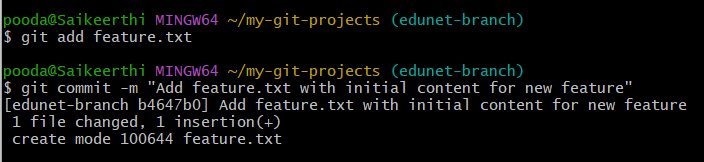 pooda@Saikeerthi MINGW64 ~/my-git-projects (edunet-branch)
$ git add feature.txt
pooda@Saikeerthi MINGW64 ~/my-git-projects (edunet-branch)
$ git commit -m "Add feature.txt with initial content for new feature"
[edunet-branch b4647b0] Add feature.txt with initial content for new feature
1 file changed, 1 insertion(+)
create mode 100644 feature.txt